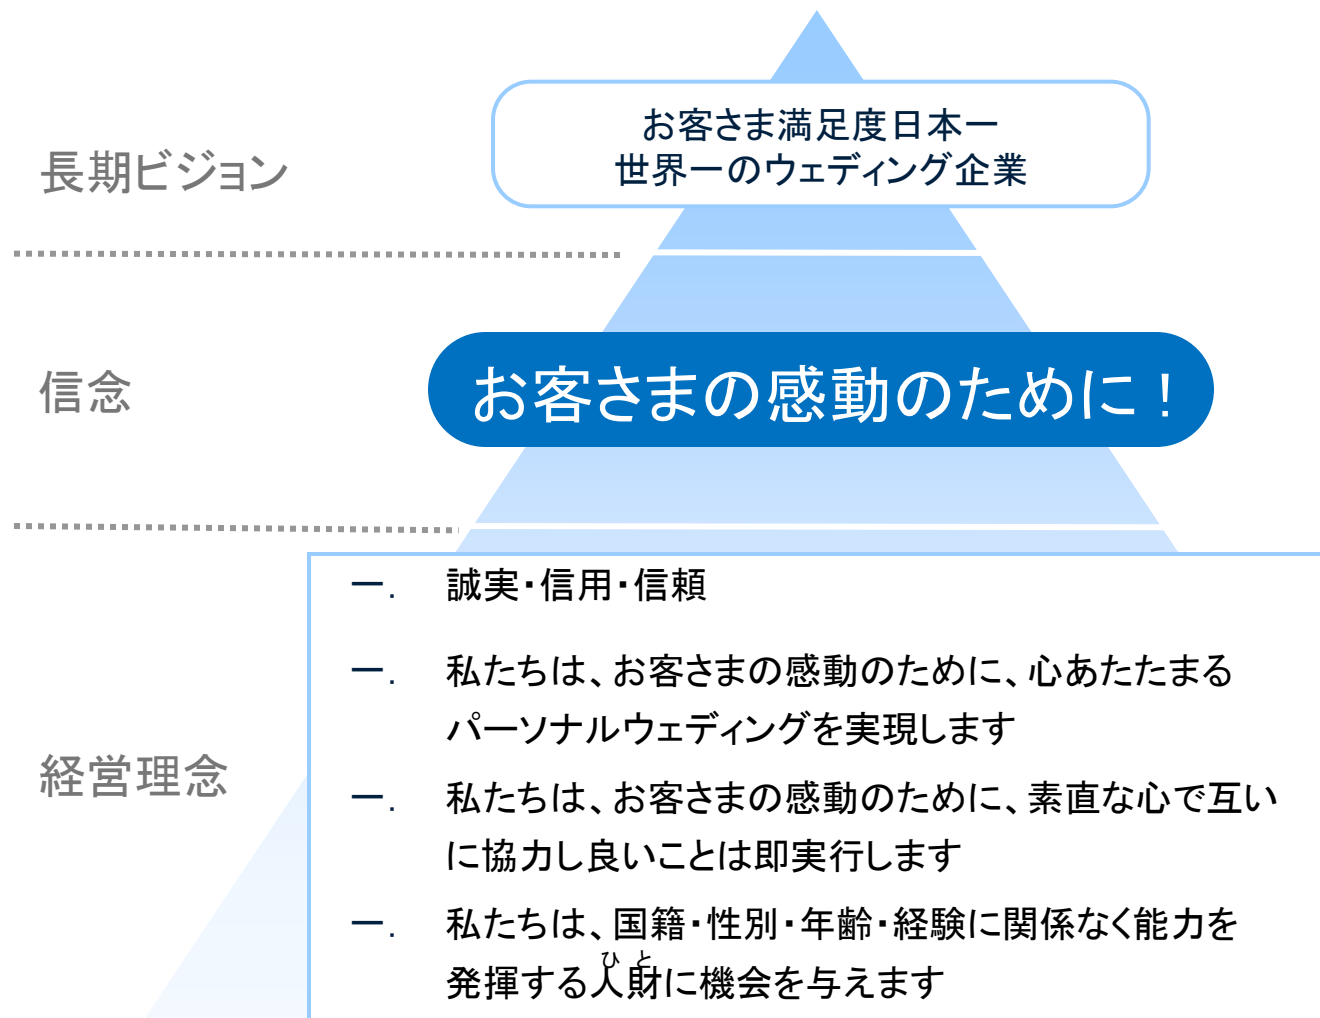 長期ビジョン
お客さま満足度日本一
世界一のウェディング企業
信念
お客さまの感動のために！
経営理念
一． 誠実・信用・信頼
一． 私たちは、お客さまの感動のために、心あたたまる
パーソナルウェディングを実現します
一． 私たちは、お客さまの感動のために、素直な心で互い
に協力し良いことは即実行します
一． 私たちは、国籍・性別・年齢・経験に関係なく能力を
ひと
発揮する人財に機会を与えます